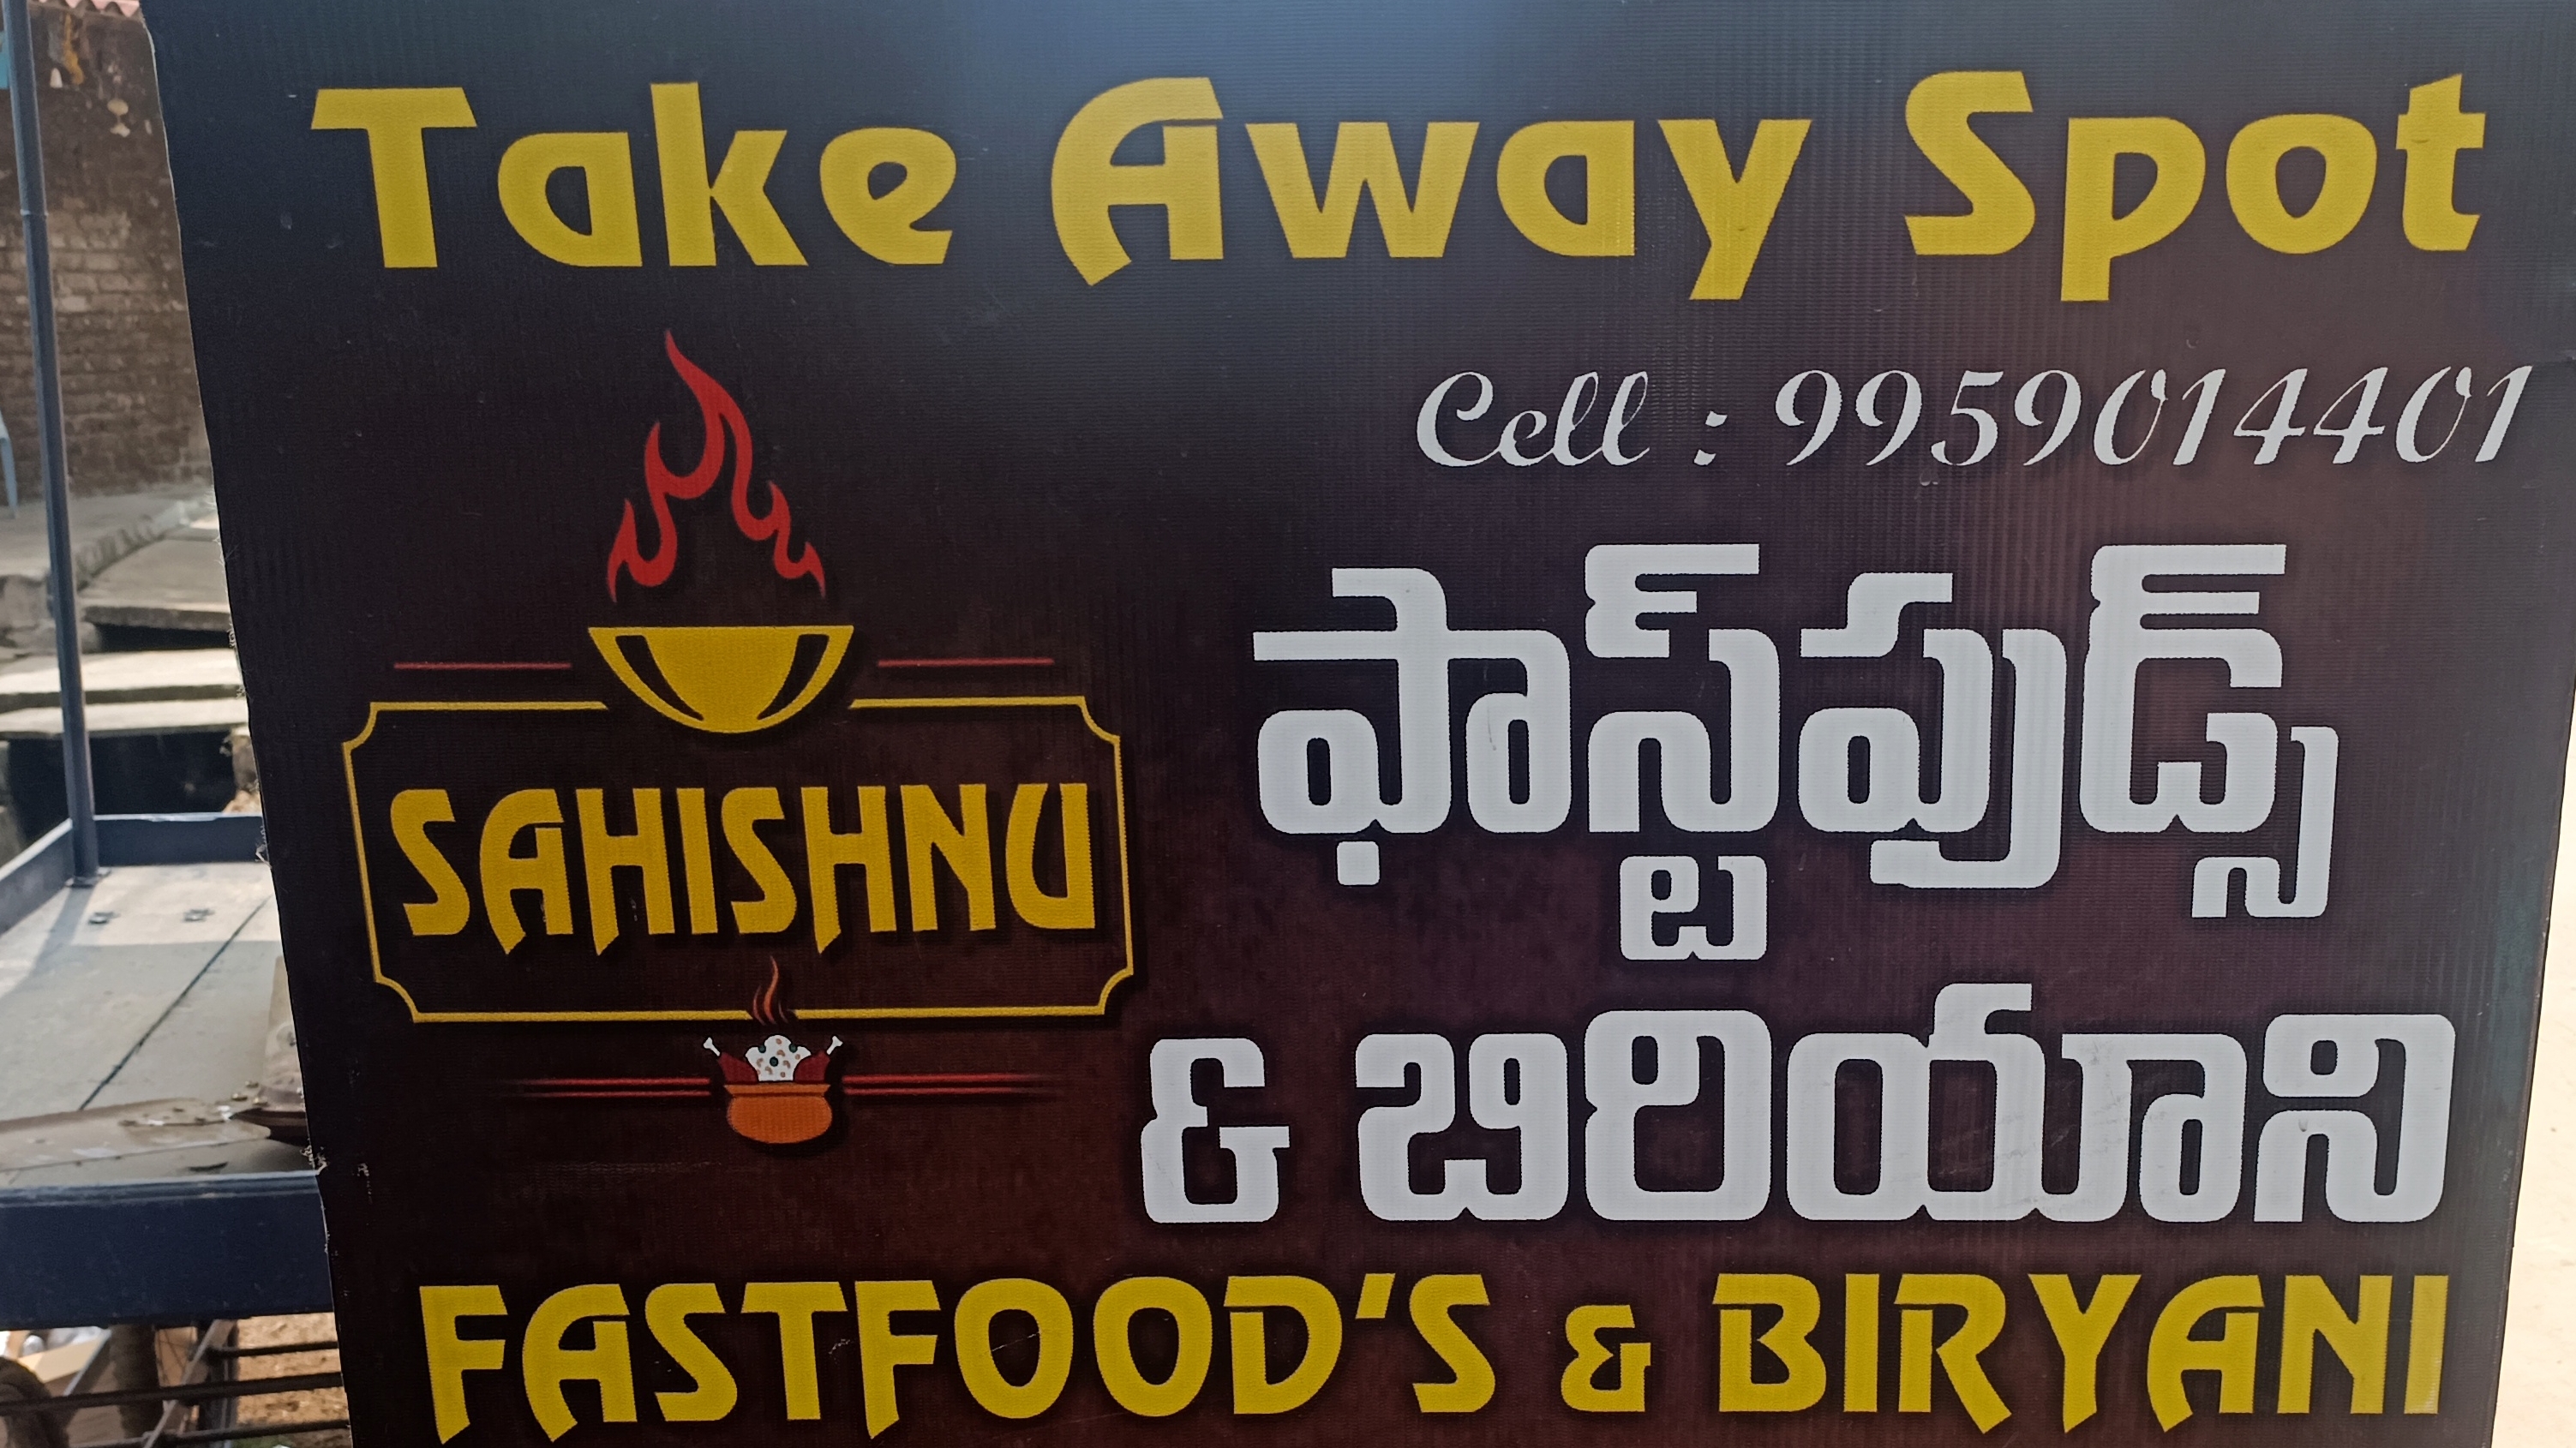 Take Away Spot
Cell : 9959014401
SAHISHNU
ఫాస్ట్‌ఫుడ్స్
& బిరియాని
FASTFOOD'S & BIRYANI